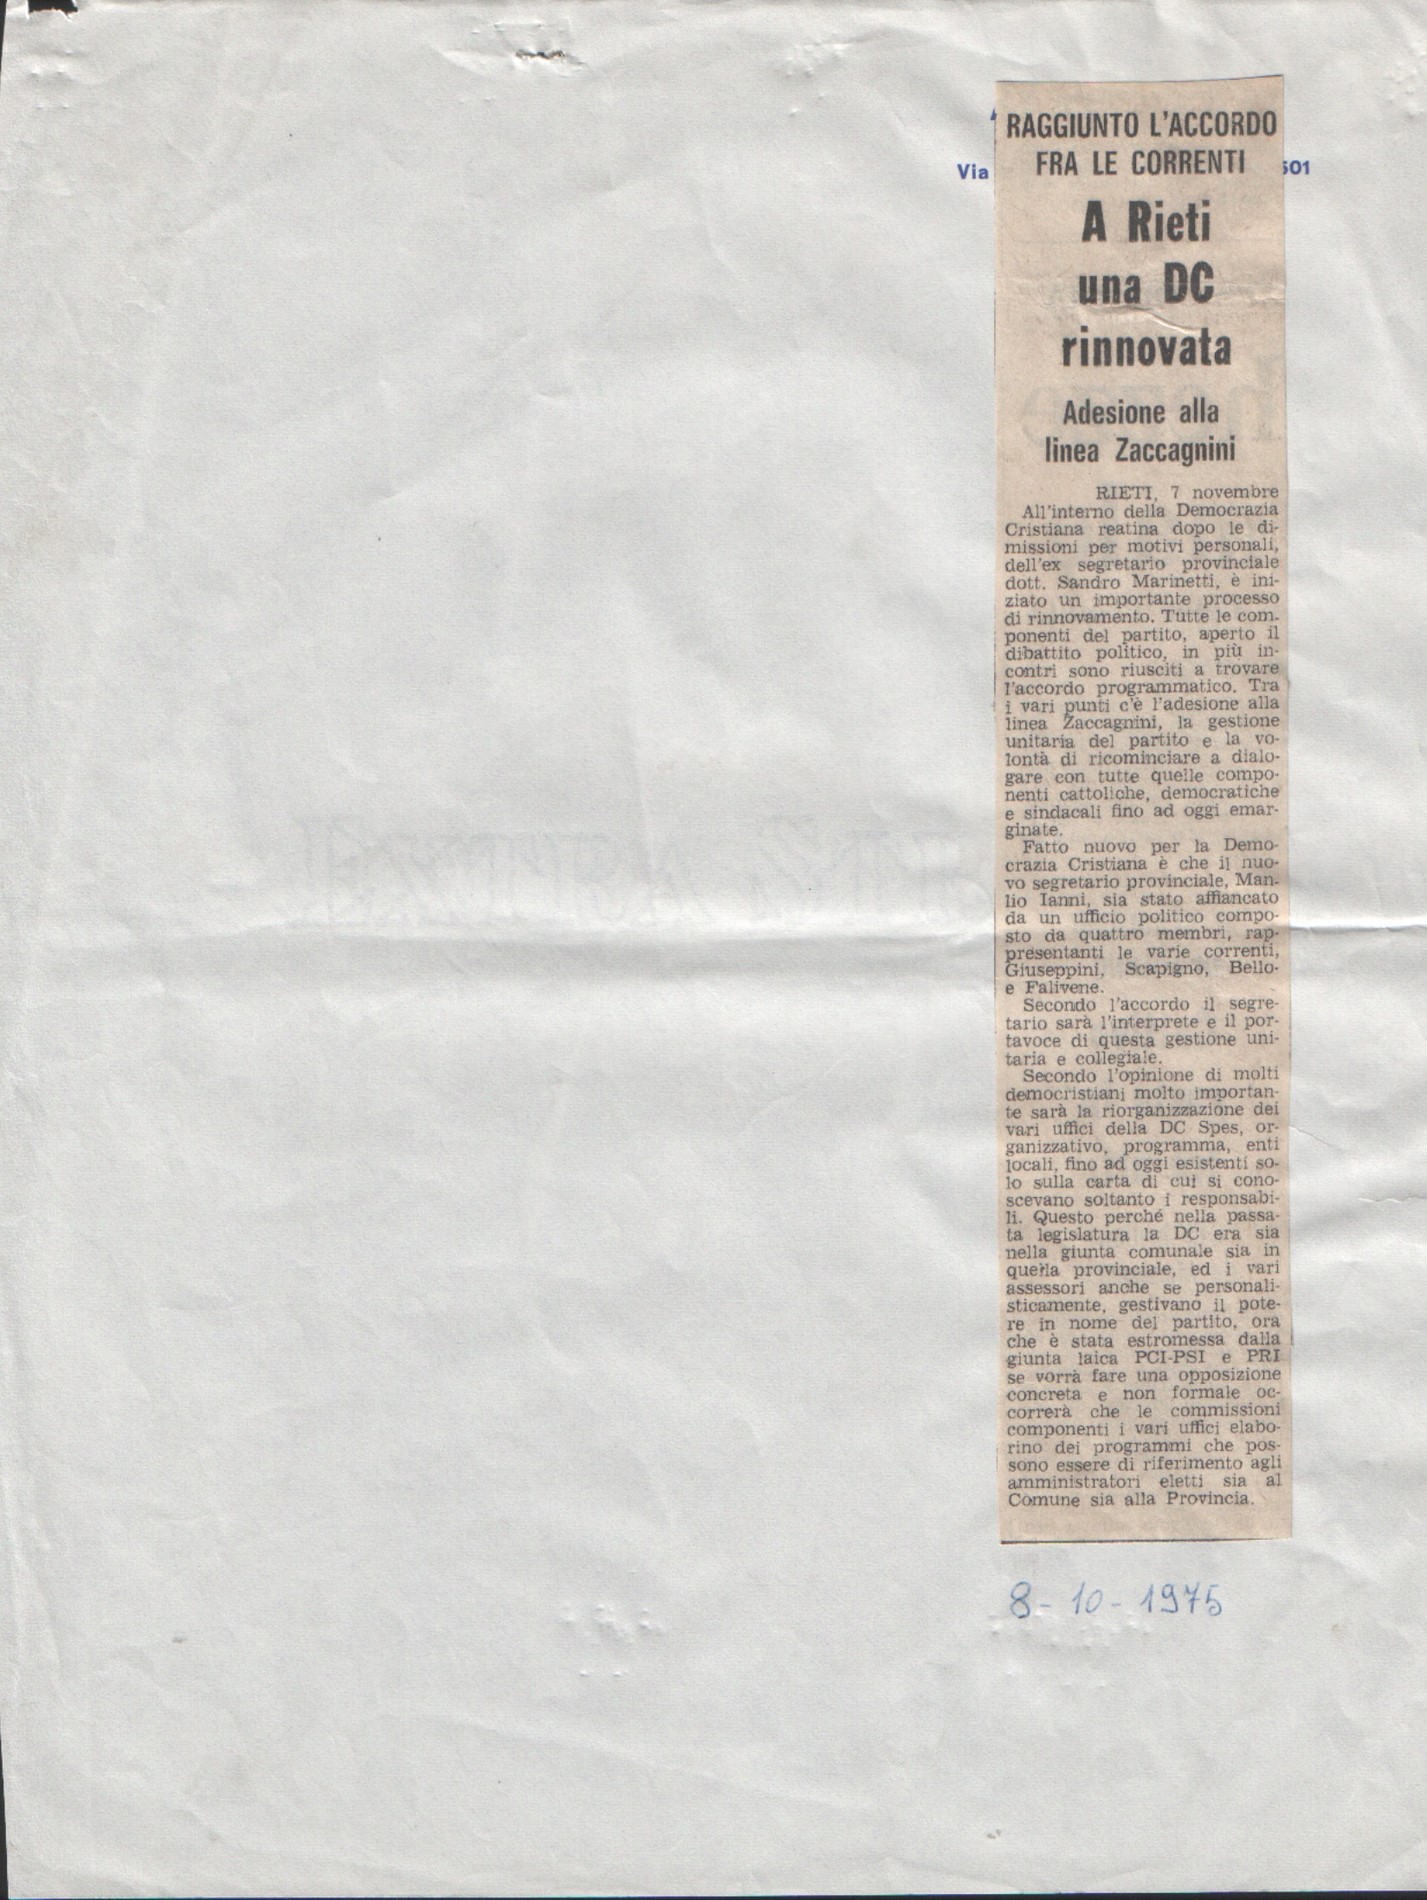 RAGGIUNTO L'ACCORDO
FRA LE CORRENTI
Via
501
A Rieti
una DC
rinnovata
Adesione alla
linea Zaccagnini
RIETI, 7 novembre
All'interno della Democrazia
Cristiana reatina dopo le di-
missioni per motivi personali,
dell'ex segretario provinciale
dott. Sandro Marinetti, è ini-
ziato un importante processo
di rinnovamento. Tutte le com-
ponenti del partito, aperto il
dibattito politico, in più in-
contri sono riusciti a trovare
l'accordo programmatico. Tra
i vari punti c'è l'adesione alla
linea Zaccagnini, la gestione
unitaria del partito e la vo-
lontà di ricominciare a dialo-
gare con tutte quelle compo-
nenti cattoliche, democratiche
e sindacali fino ad oggi emar-
ginate.
Fatto nuovo per la Demo-
crazia Cristiana è che il nuo-
vo segretario provinciale, Man-
lio Ianni, sia stato affiancato
da un ufficio politico compo-
sto da quattro membri, rap-
presentanti le varie correnti,
Giuseppini, Scapigno, Bello-
e Falivene.
Secondo l'accordo il segre-
tario sarà l'interprete e il por-
tavoce di questa gestione uni-
taria e collegiale.
Secondo l'opinione di molti
democristiani molto importan-
te sarà la riorganizzazione dei
vari uffici della DC Spes, or-
ganizzativo, programma, enti
locali, fino ad oggi esistenti so-
lo sulla carta di cui si cono-
scevano soltanto i responsabi-
li. Questo perché nella passa-
ta legislatura la DC era sia
nella giunta comunale sia in
quella provinciale, ed i vari
assessori anche se personali-
sticamente, gestivano il pote-
re in nome del partito, ora
che è stata estromessa dalla
giunta laica PCI-PSI e PRI
se vorrà fare una opposizione
concreta e non formale oc-
correrà che le commissioni
componenti i vari uffici elabo-
rino dei programmi che pos-
sono essere di riferimento agli
amministratori eletti sia al
Comune sia alla Provincia.
8-10-1975